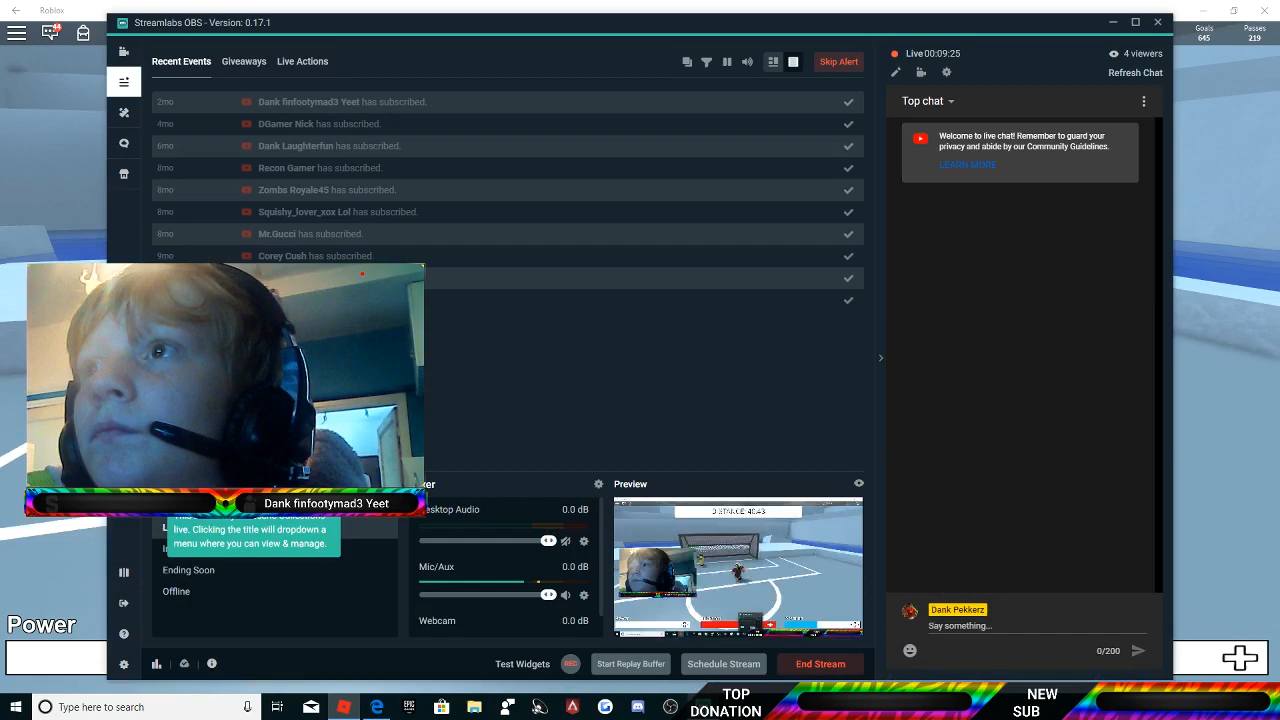 Roblox
44
Streamlabs OBS - Version: 0.17.1
Goals
645
Passes
219
Recent Events
Giveaways
Live Actions
Skip Alert
Live 00:09:25
4 viewers
Refresh Chat
2mo Dank finfootymad3 Yeet has subscribed.
4mo DGamer Nick has subscribed.
6mo Dank Laughterfun has subscribed.
8mo Recon Gamer has subscribed.
8mo Zombs Royale45 has subscribed.
8mo Squishy_lover_xox Lol has subscribed.
8mo Mr.Gucci has subscribed.
9mo Corey Cush has subscribed.
Top chat
Welcome to live chat! Remember to guard your
privacy and abide by our Community Guidelines.
LEARN MORE
Dank finfootymad3 Yeet
live. Clicking the title will dropdown a
menu where you can view & manage.
Ending Soon
Offline
Desktop Audio 0.0 dB
Mic/Aux 0.0 dB
Webcam 0.0 dB
Preview
DISTANCE: 40.43
Dank Pekkerz
Say something...
0/200
Power
Test Widgets
REC
Start Replay Buffer
Schedule Stream
End Stream
Type here to search
TOP
DONATION
NEW
SUB